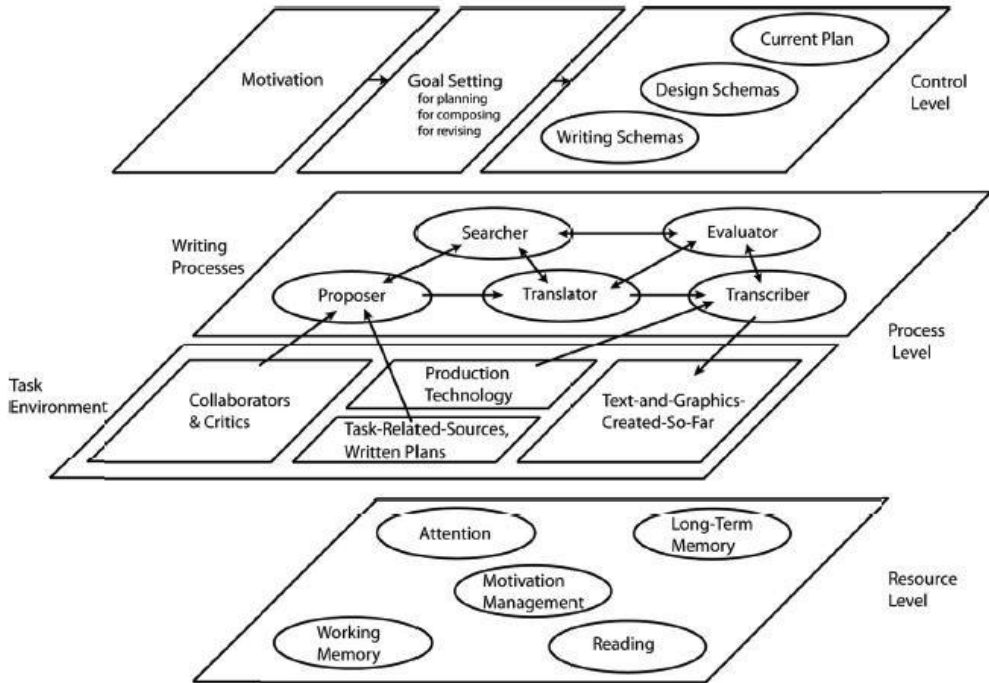 Motivation
Goal Setting
for planning
for composing
for revising
Current Plan
Design Schemas
Writing Schemas
Control
Level
Writing
Processes
Searcher
Evaluator
Proposer
Translator
Transcriber
Process
Level
Task
Environment
Collaborators
& Critics
Production
Technology
Task-Related-Sources,
Written Plans
Text-and-Graphics-
Created-So-Far
Attention
Long-Term
Memory
Motivation
Management
Working
Memory
Reading
Resource
Level